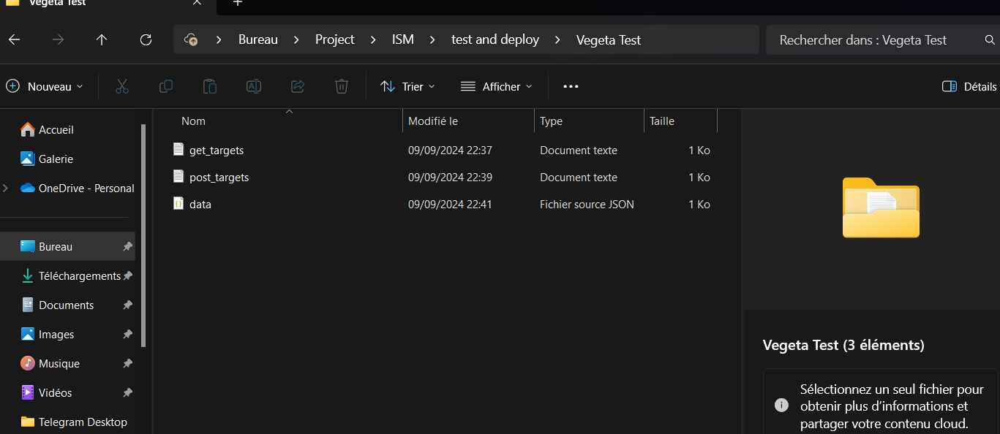 Vegeta Test
Bureau > Project > ISM > test and deploy > Vegeta Test
Rechercher dans : Vegeta Test
Nouveau
Trier
Afficher
Détails
Accueil
Galerie
OneDrive - Personal
Bureau
Téléchargements
Documents
Images
Musique
Vidéos
Telegram Desktop
Nom Modifié le Type Taille
get_targets 09/09/2024 22:37 Document texte 1 Ko
post_targets 09/09/2024 22:39 Document texte 1 Ko
data 09/09/2024 22:41 Fichier source JSON 1 Ko
Vegeta Test (3 éléments)
Sélectionnez un seul fichier pour
obtenir plus d’informations et
partager votre contenu cloud.